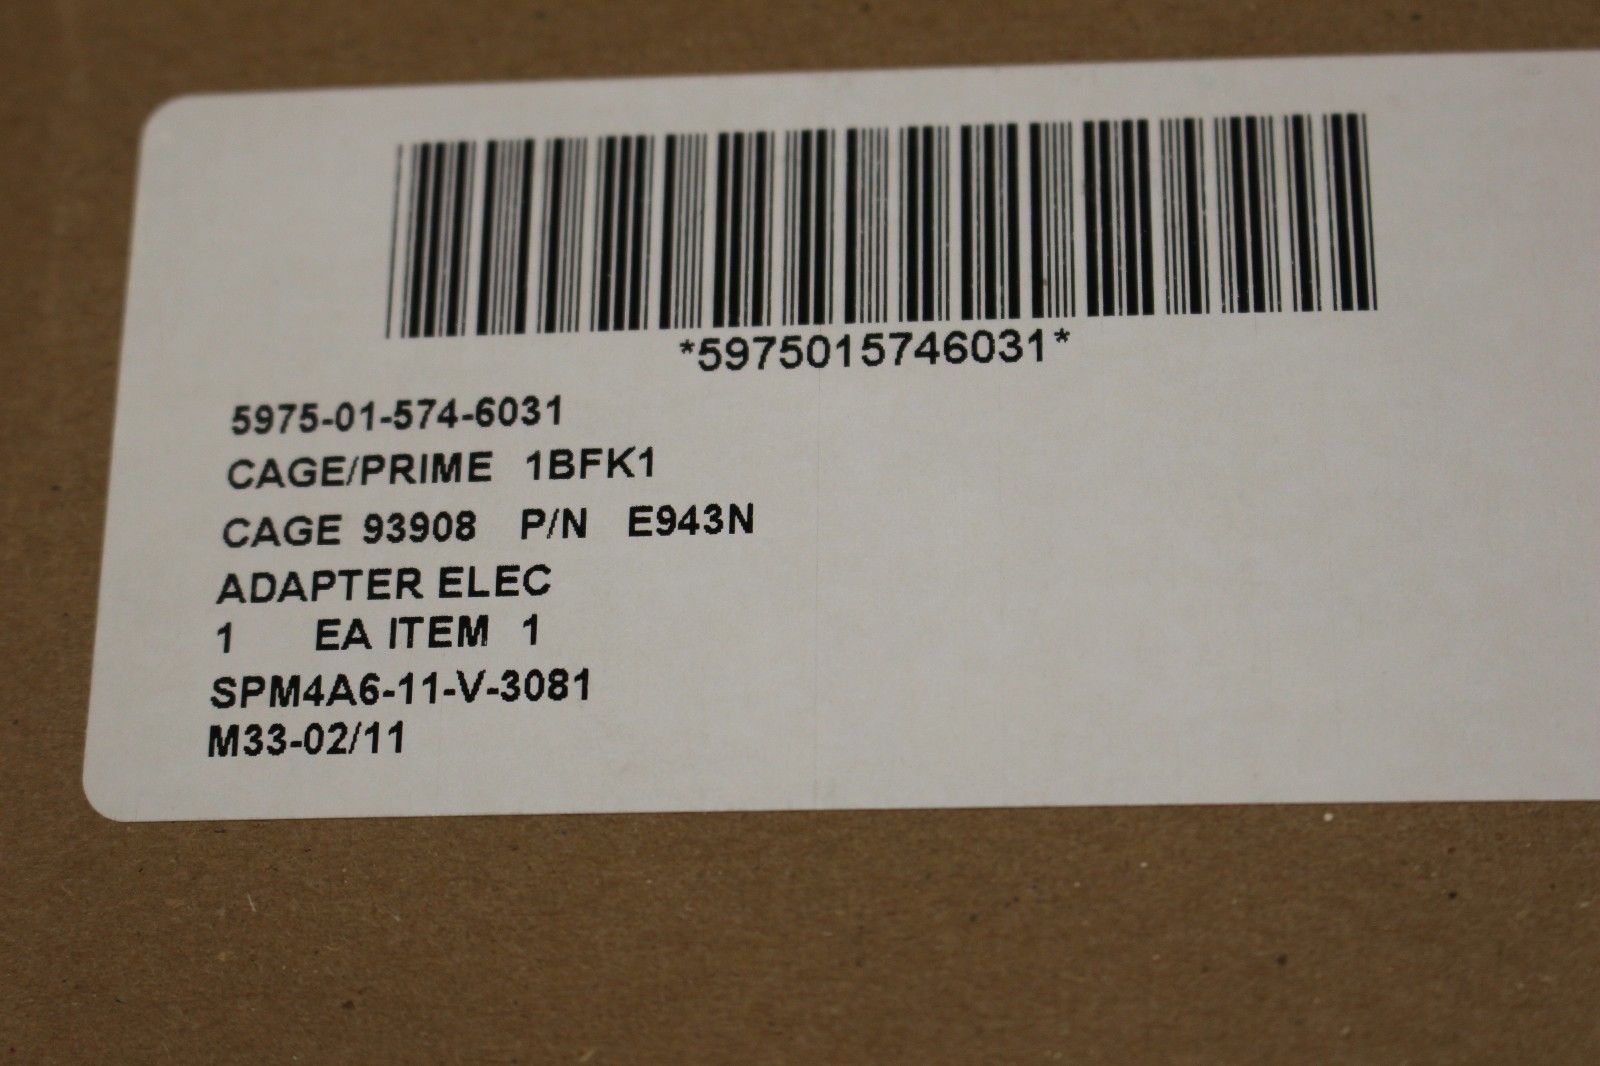 *5975015746031*
5975-01-574-6031
CAGE/PRIME 1BFK1
CAGE 93908 P/N E943N
ADAPTER ELEC
1 EA ITEM 1
SPM4A6-11-V-3081
M33-02/11